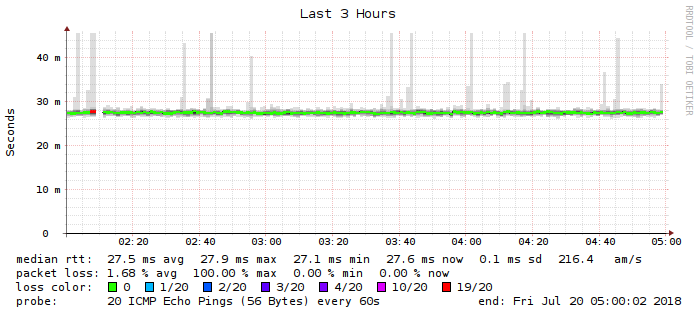 Last 3 Hours
RRDTOOL / TOBI OETIKER
Seconds
40 m
30 m
20 m
10 m
0
02:20 02:40 03:00 03:20 03:40 04:00 04:20 04:40 05:00
median rtt: 27.5 ms avg 27.9 ms max 27.1 ms min 27.6 ms now 0.1 ms sd 216.4 am/s
packet loss: 1.68 % avg 100.00 % max 0.00 % min 0.00 % now
loss color: 0 1/20 2/20 3/20 4/20 10/20 19/20
probe: 20 ICMP Echo Pings (56 Bytes) every 60s end: Fri Jul 20 05:00:02 2018